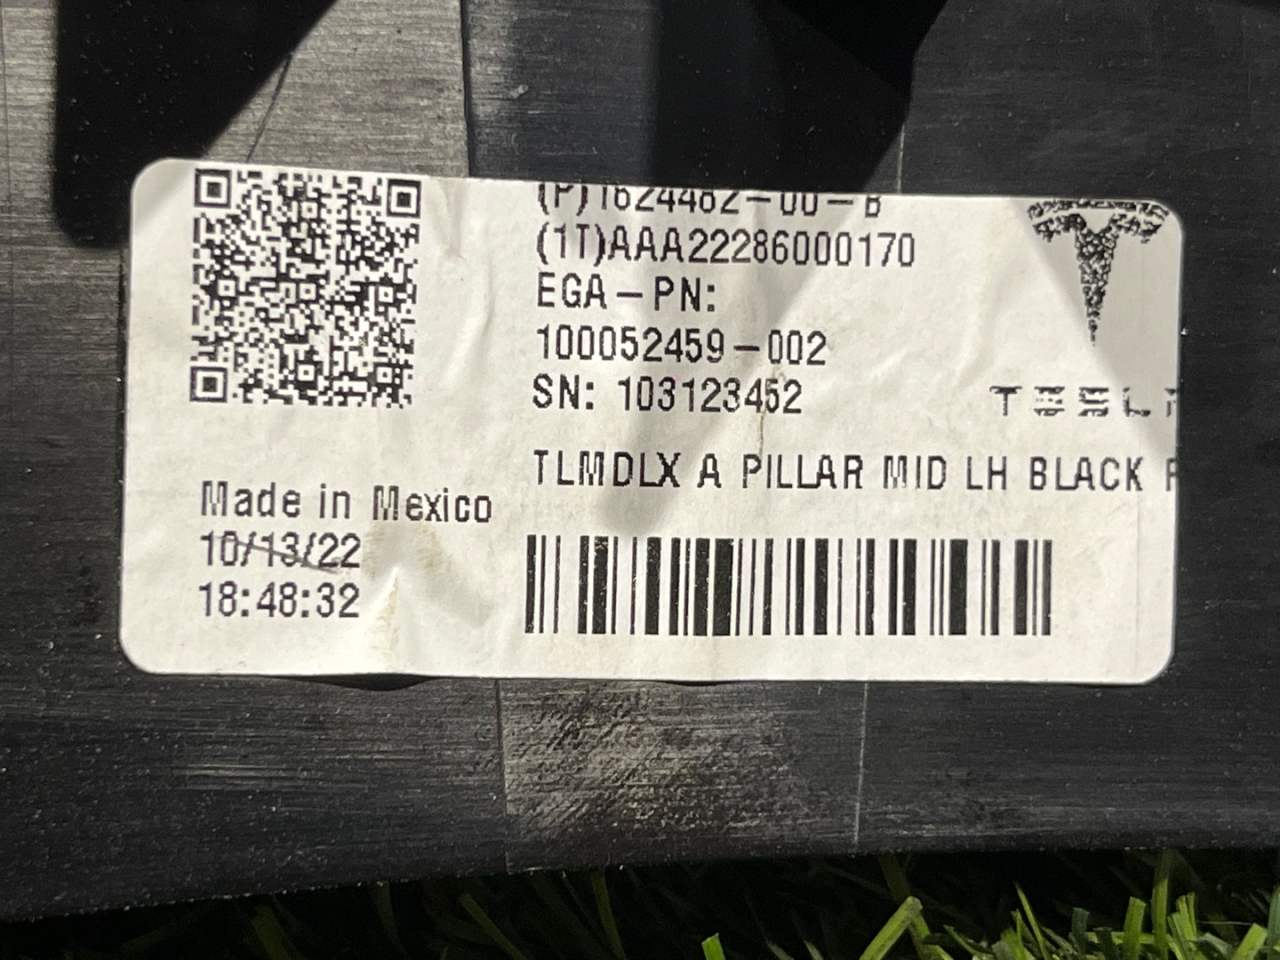 (P)1624482-00-B
(1T)AAA22286000170
EGA-PN:
100052459-002
SN: 103123452
TESLA
TLMDLX A PILLAR MID LH BLACK
Made in Mexico
10/13/22
18:48:32